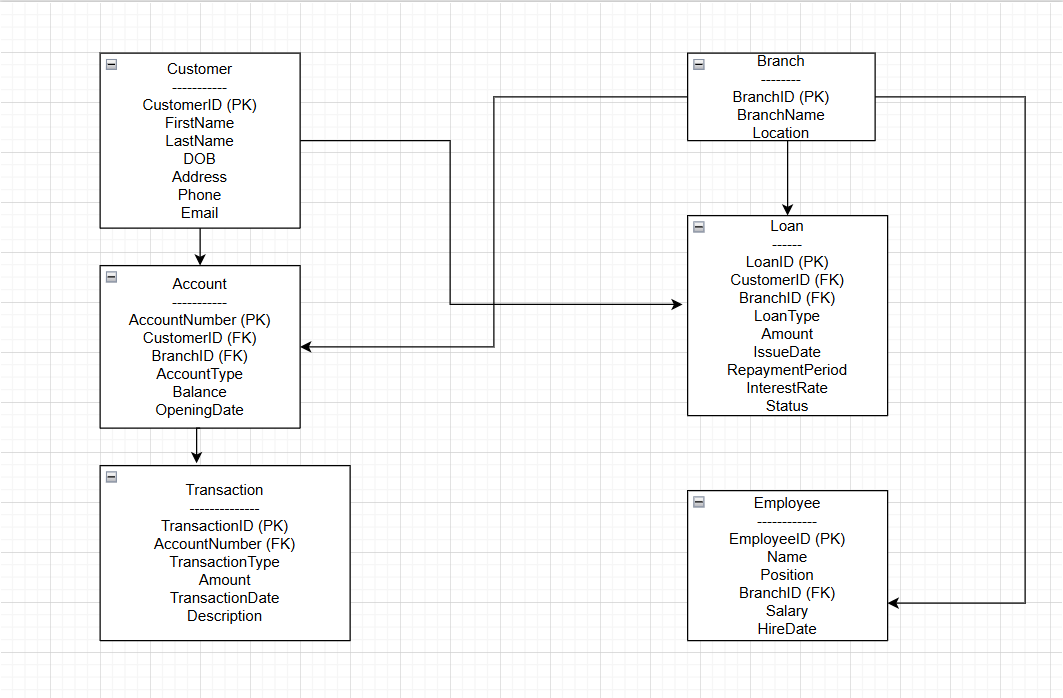 Customer
-----------
CustomerID (PK)
FirstName
LastName
DOB
Address
Phone
Email
Account
-----------
AccountNumber (PK)
CustomerID (FK)
BranchID (FK)
AccountType
Balance
OpeningDate
Transaction
--------------
TransactionID (PK)
AccountNumber (FK)
TransactionType
Amount
TransactionDate
Description
Branch
--------
BranchID (PK)
BranchName
Location
Loan
------
LoanID (PK)
CustomerID (FK)
BranchID (FK)
LoanType
Amount
IssueDate
RepaymentPeriod
InterestRate
Status
Employee
------------
EmployeeID (PK)
Name
Position
BranchID (FK)
Salary
HireDate